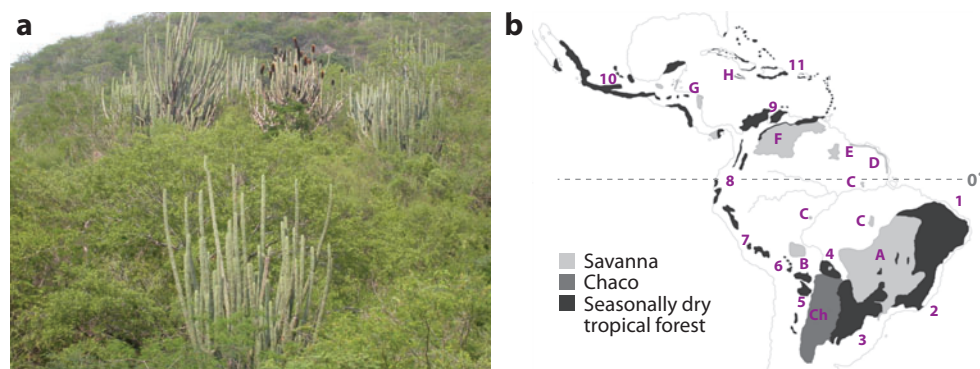 a
b
10
11
H
G
9
F
E
D
8
C
0°
1
C
C
7
4
A
6
B
5
Ch
2
3
Savanna
Chaco
Seasonally dry
tropical forest